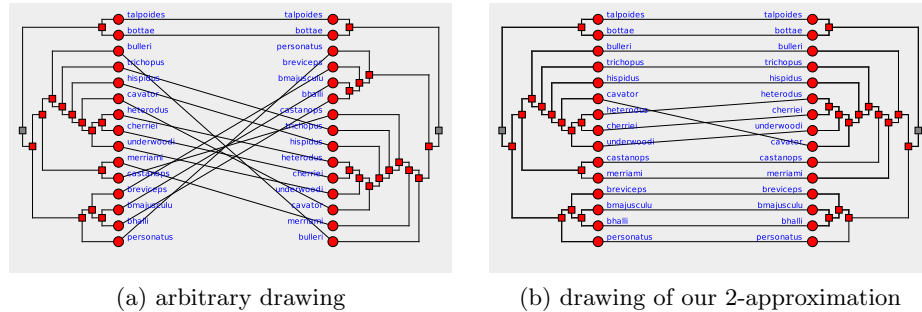 talpoides talpoides talpoides talpoides
bottae bottae bottae bottae
bulleri personatus bulleri bulleri
trichopus breviceps trichopus trichopus
hispidus bmajusculu hispidus hispidus
cavator bhalli cavator heterodus
heterodus castanops heterodus cherriei
cherriei trichopus cherriei underwoodi
underwoodi hispidus underwoodi cavator
merriami heterodus castanops castanops
castanops cherriei merriami merriami
breviceps underwoodi breviceps breviceps
bmajusculu cavator bmajusculu bmajusculu
bhalli merriami bhalli bhalli
personatus bulleri personatus personatus
(a) arbitrary drawing (b) drawing of our 2-approximation